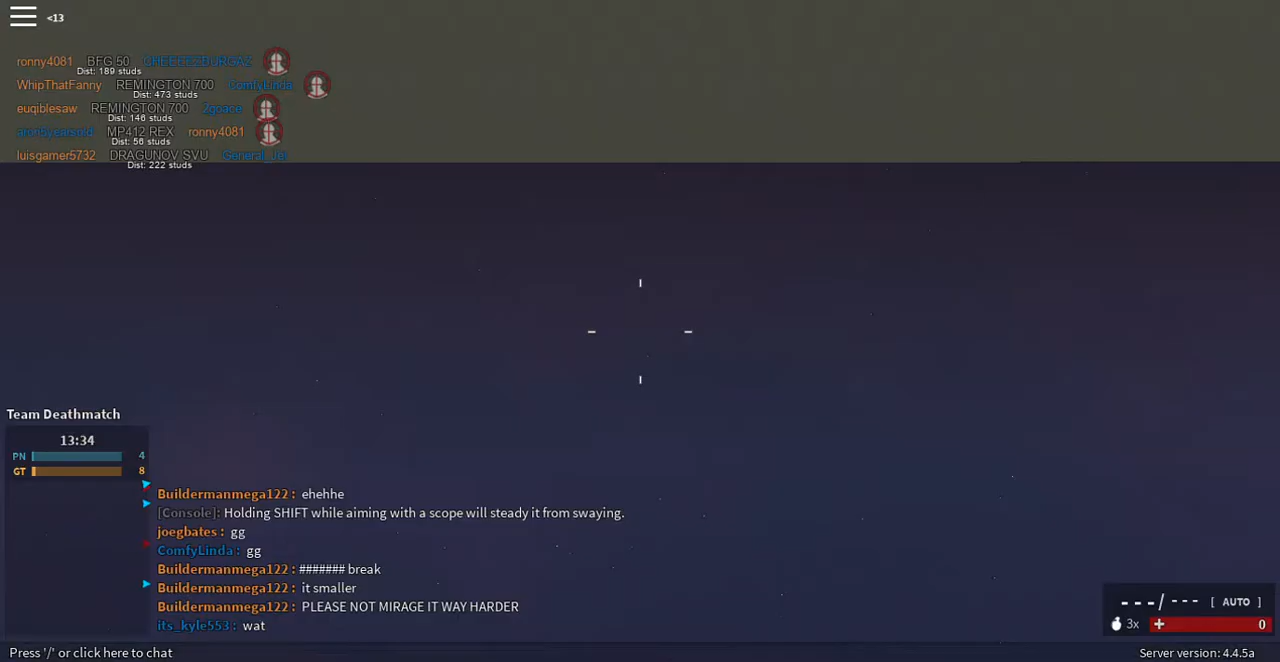 <13
ronny4081 BFG 50 CHEEEEZBURGAZ
Dist: 189 studs
WhipThatFanny REMINGTON 700 ComfyLinda
Dist: 473 studs
euqiblesaw REMINGTON 700 2gpace
Dist: 146 studs
MP412 REX ronny4081
Dist: 56 studs
luisgamer5732 DRAGUNOV SVU General_Jet
Dist: 222 studs
Team Deathmatch
13:34
PN 4
GT 8
Buildermanmega122 : ehehhe
[Console]: Holding SHIFT while aiming with a scope will steady it from swaying.
joegbates : gg
ComfyLinda : gg
Buildermanmega122 : ####### break
Buildermanmega122 : it smaller
Buildermanmega122 : PLEASE NOT MIRAGE IT WAY HARDER
its_kyle553 : wat
---/ --- [ AUTO ]
3x + 0
Press '/' or click here to chat
Server version: 4.4.5a